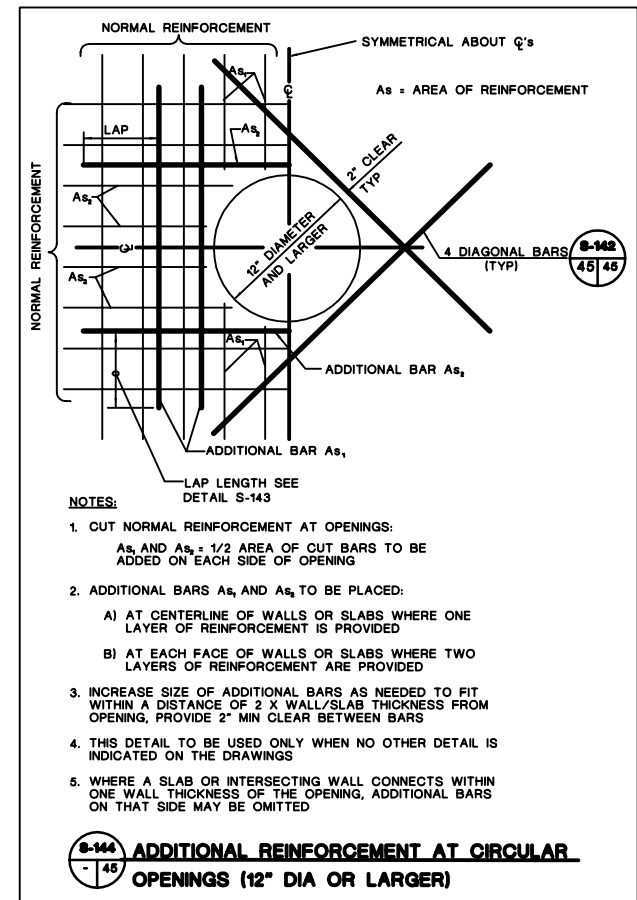 NORMAL REINFORCEMENT
SYMMETRICAL ABOUT ℄'s
As₁
℄
As = AREA OF REINFORCEMENT
LAP
As₂
2" CLEAR
TYP
NORMAL REINFORCEMENT
As₂
12" DIAMETER
AND LARGER
℄
4 DIAGONAL BARS
(TYP)
S-142
45 45
As₂
As₁
ADDITIONAL BAR As₂
ADDITIONAL BAR As₁
LAP LENGTH SEE
DETAIL S-143
NOTES:
1. CUT NORMAL REINFORCEMENT AT OPENINGS:
As₁ AND As₂ = 1/2 AREA OF CUT BARS TO BE
ADDED ON EACH SIDE OF OPENING
2. ADDITIONAL BARS As₁ AND As₂ TO BE PLACED:
A) AT CENTERLINE OF WALLS OR SLABS WHERE ONE
LAYER OF REINFORCEMENT IS PROVIDED
B) AT EACH FACE OF WALLS OR SLABS WHERE TWO
LAYERS OF REINFORCEMENT ARE PROVIDED
3. INCREASE SIZE OF ADDITIONAL BARS AS NEEDED TO FIT
WITHIN A DISTANCE OF 2 X WALL/SLAB THICKNESS FROM
OPENING, PROVIDE 2" MIN CLEAR BETWEEN BARS
4. THIS DETAIL TO BE USED ONLY WHEN NO OTHER DETAIL IS
INDICATED ON THE DRAWINGS
5. WHERE A SLAB OR INTERSECTING WALL CONNECTS WITHIN
ONE WALL THICKNESS OF THE OPENING, ADDITIONAL BARS
ON THAT SIDE MAY BE OMITTED
S-144
- 45
ADDITIONAL REINFORCEMENT AT CIRCULAR
OPENINGS (12" DIA OR LARGER)